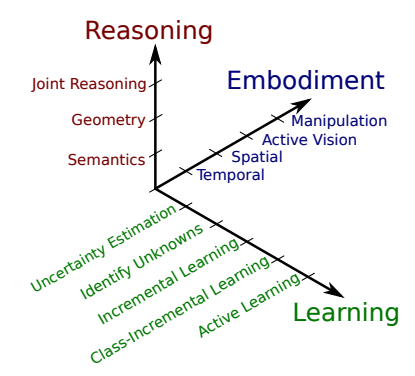 Reasoning
Joint Reasoning
Geometry
Semantics
Embodiment
Manipulation
Active Vision
Spatial
Temporal
Uncertainty Estimation
Identify Unknowns
Incremental Learning
Class-Incremental Learning
Active Learning
Learning